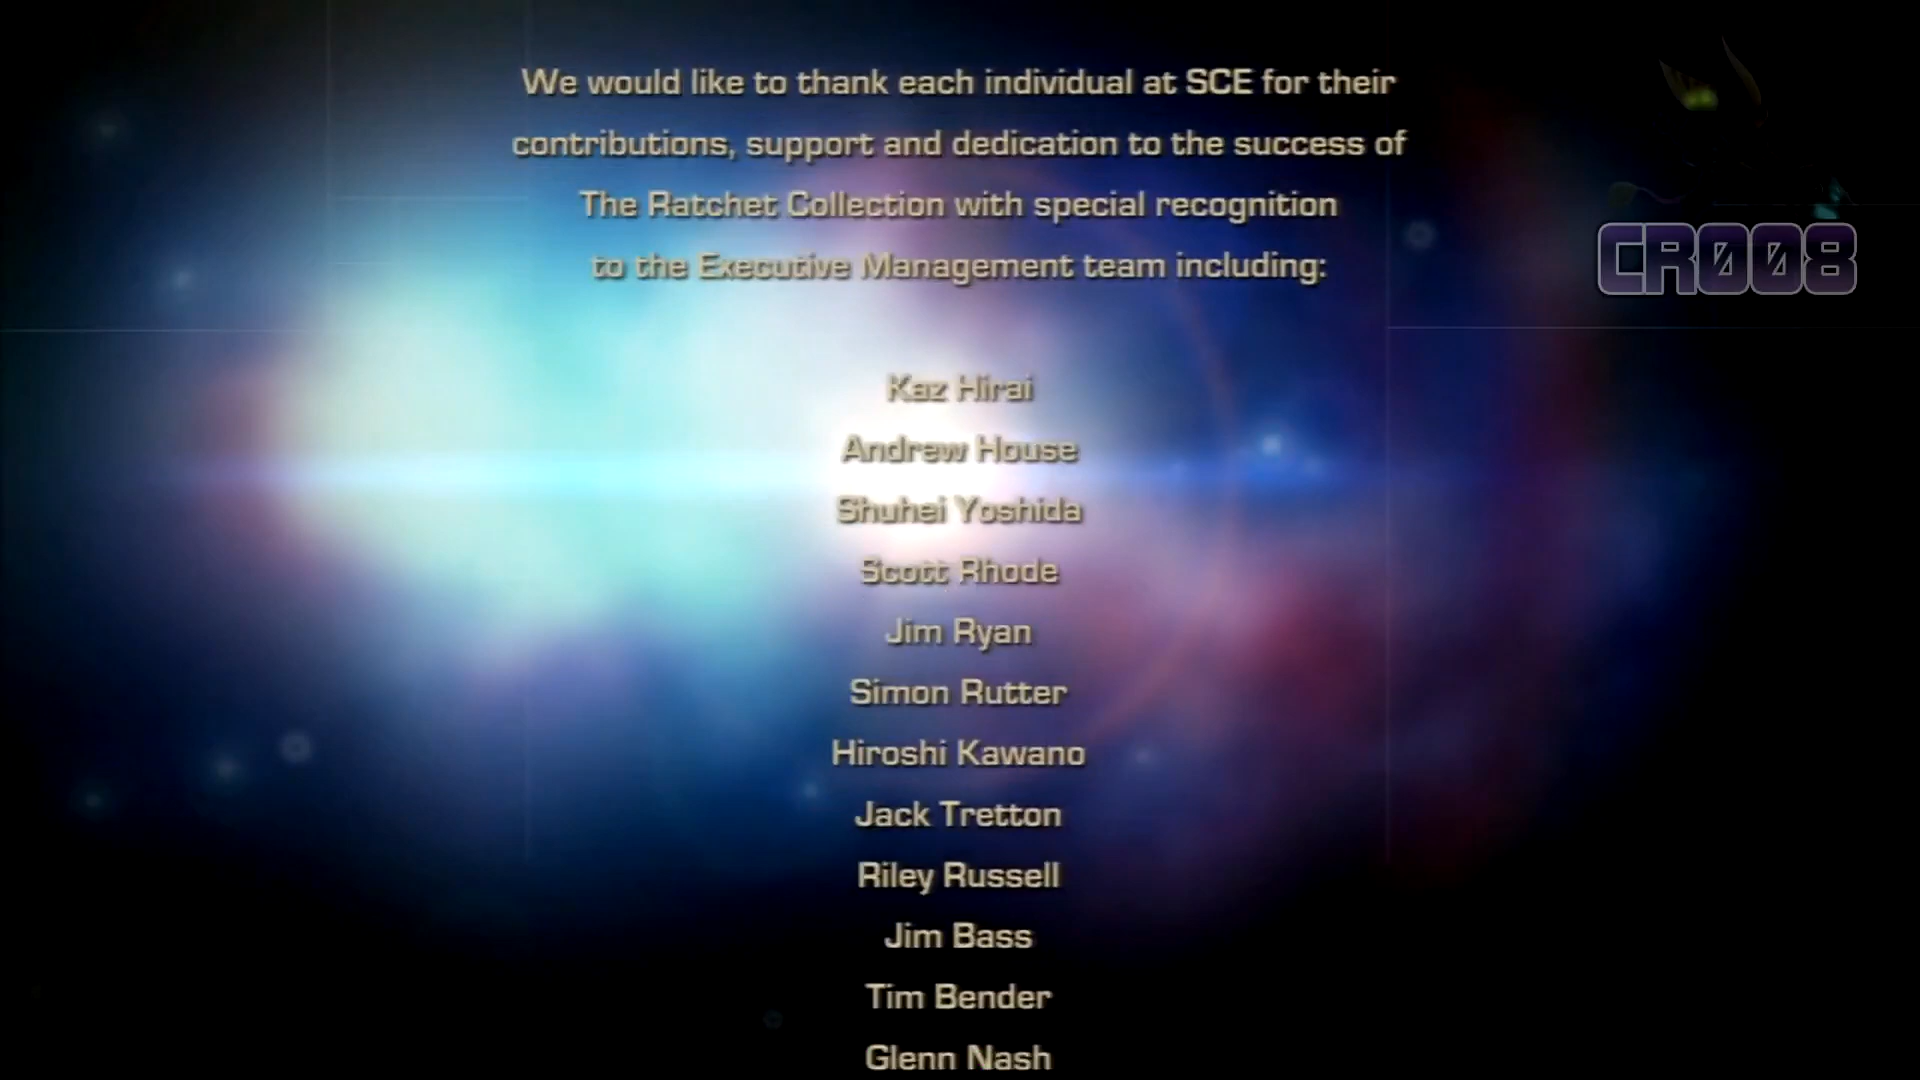 We would like to thank each individual at SCE for their
contributions, support and dedication to the success of
The Ratchet Collection with special recognition
to the Executive Management team including:
CR008
Kaz Hirai
Andrew House
Shuhei Yoshida
Scott Rhode
Jim Ryan
Simon Rutter
Hiroshi Kawano
Jack Tretton
Riley Russell
Jim Bass
Tim Bender
Glenn Nash